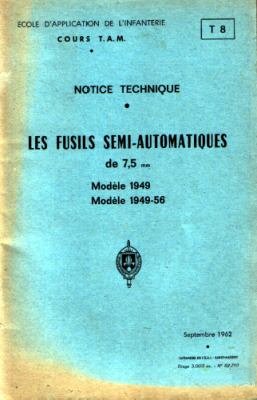 ECOLE D'APPLICATION DE L'INFANTERIE
COURS T.A.M.
T 8
NOTICE TECHNIQUE
LES FUSILS SEMI-AUTOMATIQUES
de 7,5 mm
Modèle 1949
Modèle 1949-56
Septembre 1962